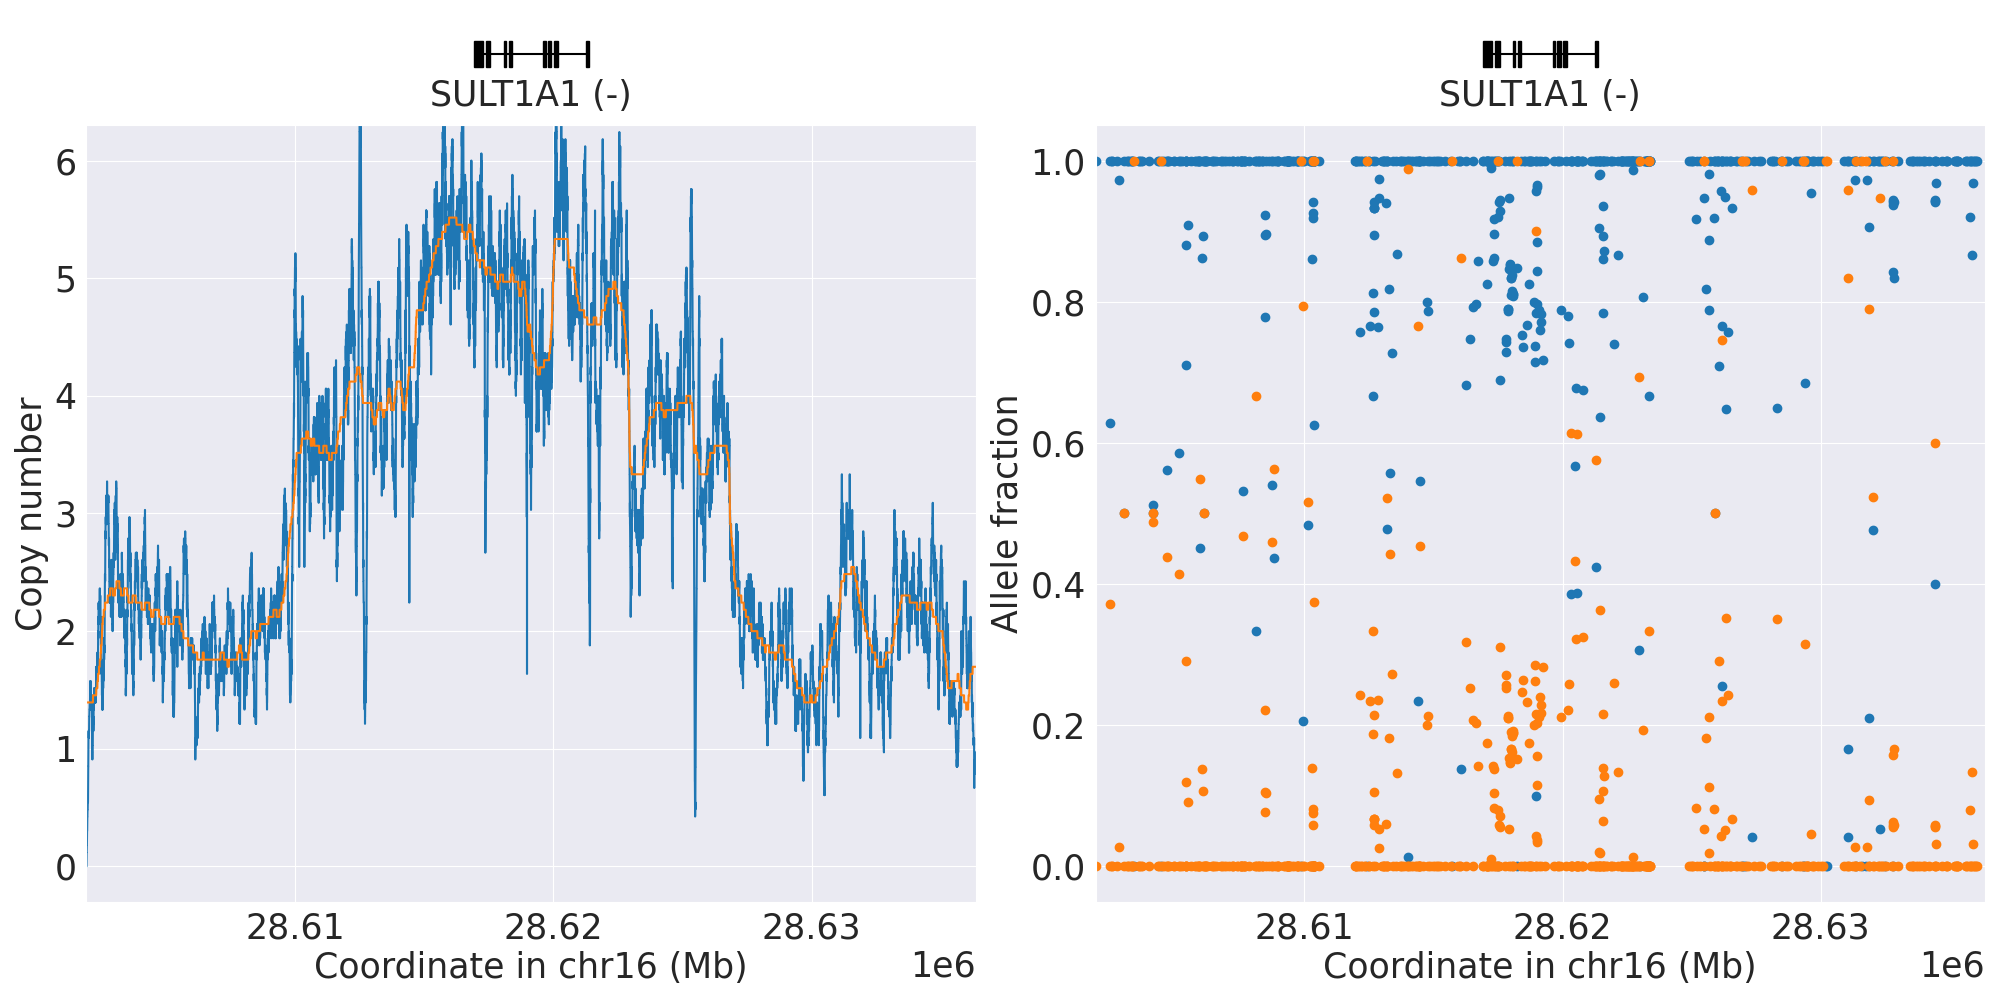 SULT1A1 (-)
SULT1A1 (-)
Copy number
6
5
4
3
2
1
0
28.61
28.62
28.63
Coordinate in chr16 (Mb)
1e6
Allele fraction
1.0
0.8
0.6
0.4
0.2
0.0
28.61
28.62
28.63
Coordinate in chr16 (Mb)
1e6